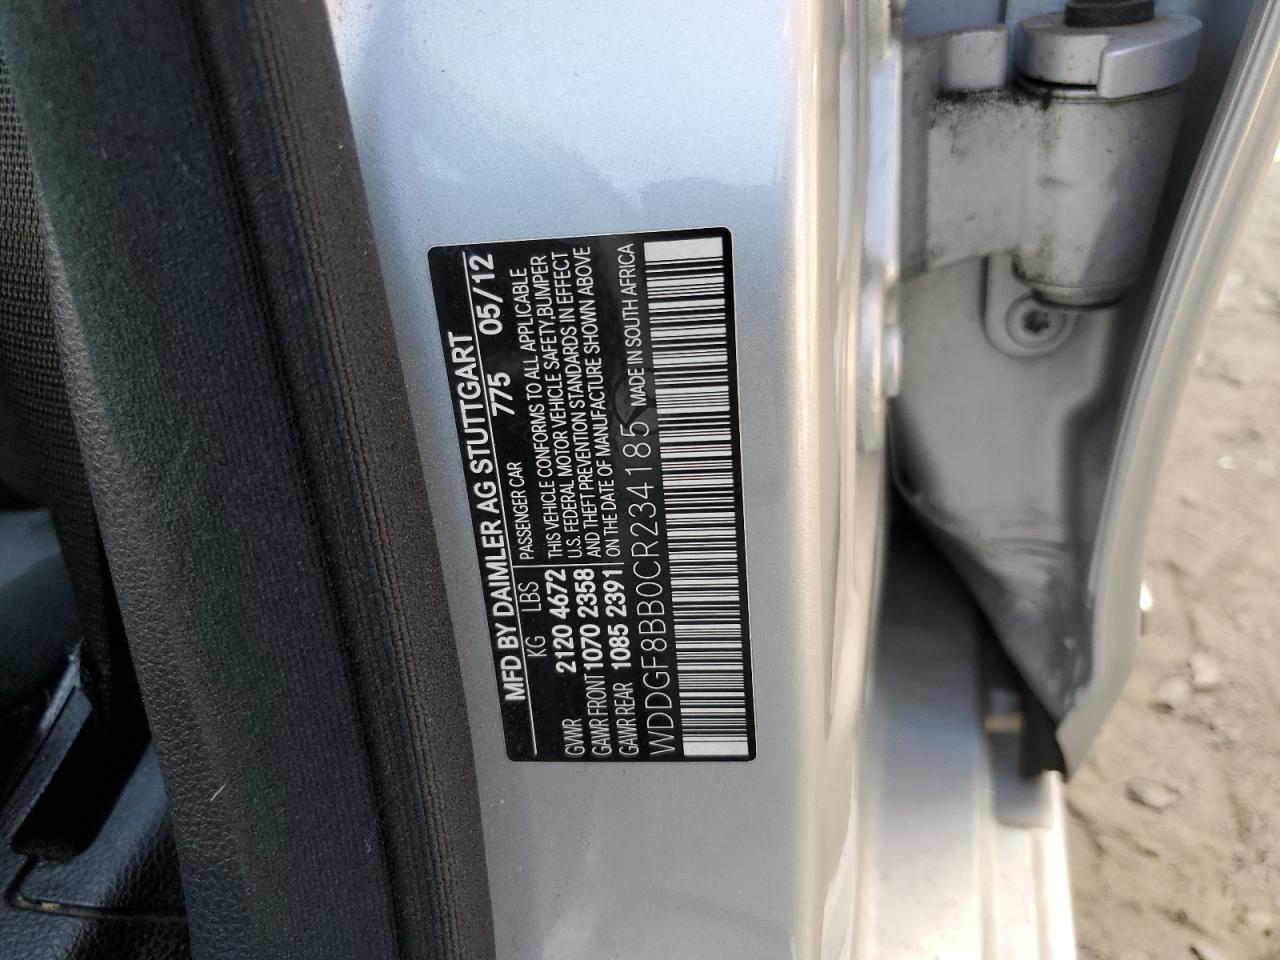 MFD BY DAIMLER AG STUTTGART
KG LBS 775 05/12
PASSENGER CAR
GVWR 2120 4672
GAWR FRONT 1070 2358
GAWR REAR 1085 2391
THIS VEHICLE CONFORMS TO ALL APPLICABLE
U.S. FEDERAL MOTOR VEHICLE SAFETY,BUMPER
AND THEFT PREVENTION STANDARDS IN EFFECT
ON THE DATE OF MANUFACTURE SHOWN ABOVE
WDDGF8BB0CR234185 MADE IN SOUTH AFRICA